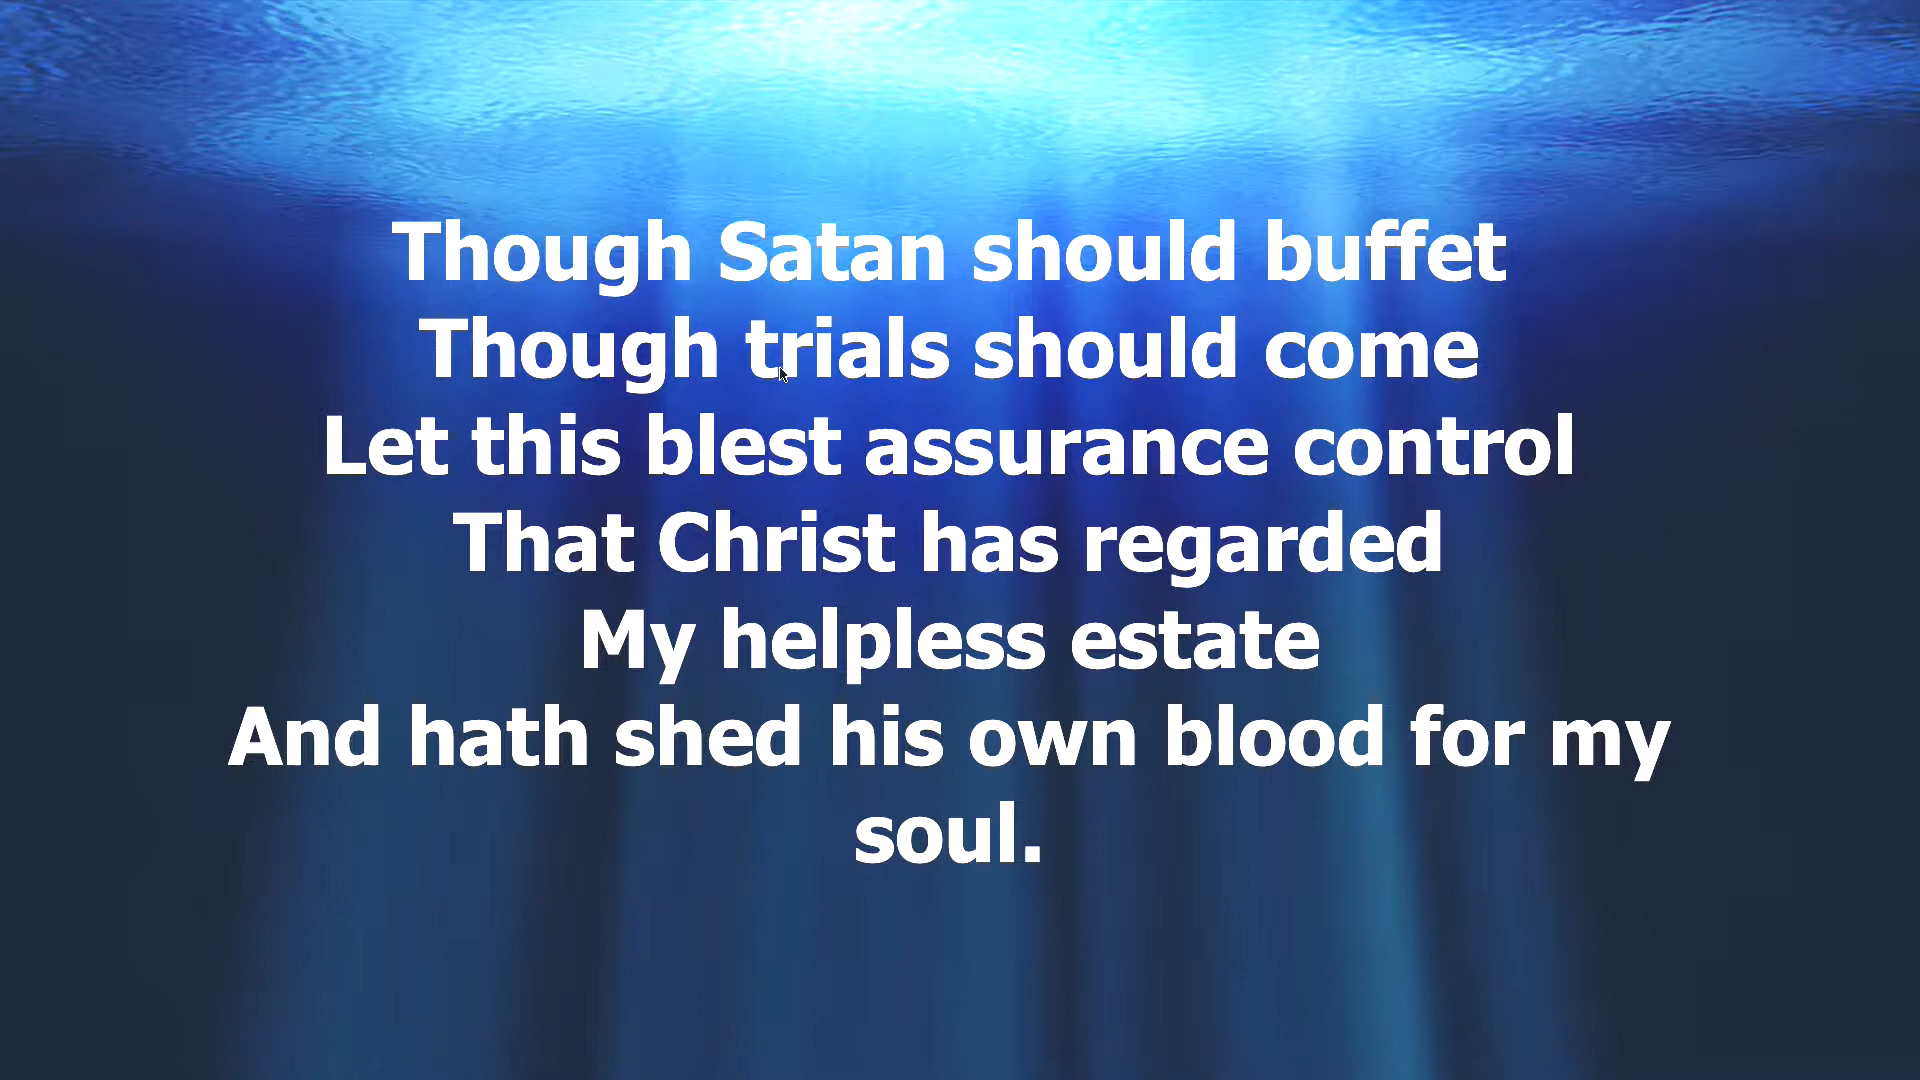 Though Satan should buffet
Though trials should come
Let this blest assurance control
That Christ has regarded
My helpless estate
And hath shed his own blood for my
soul.